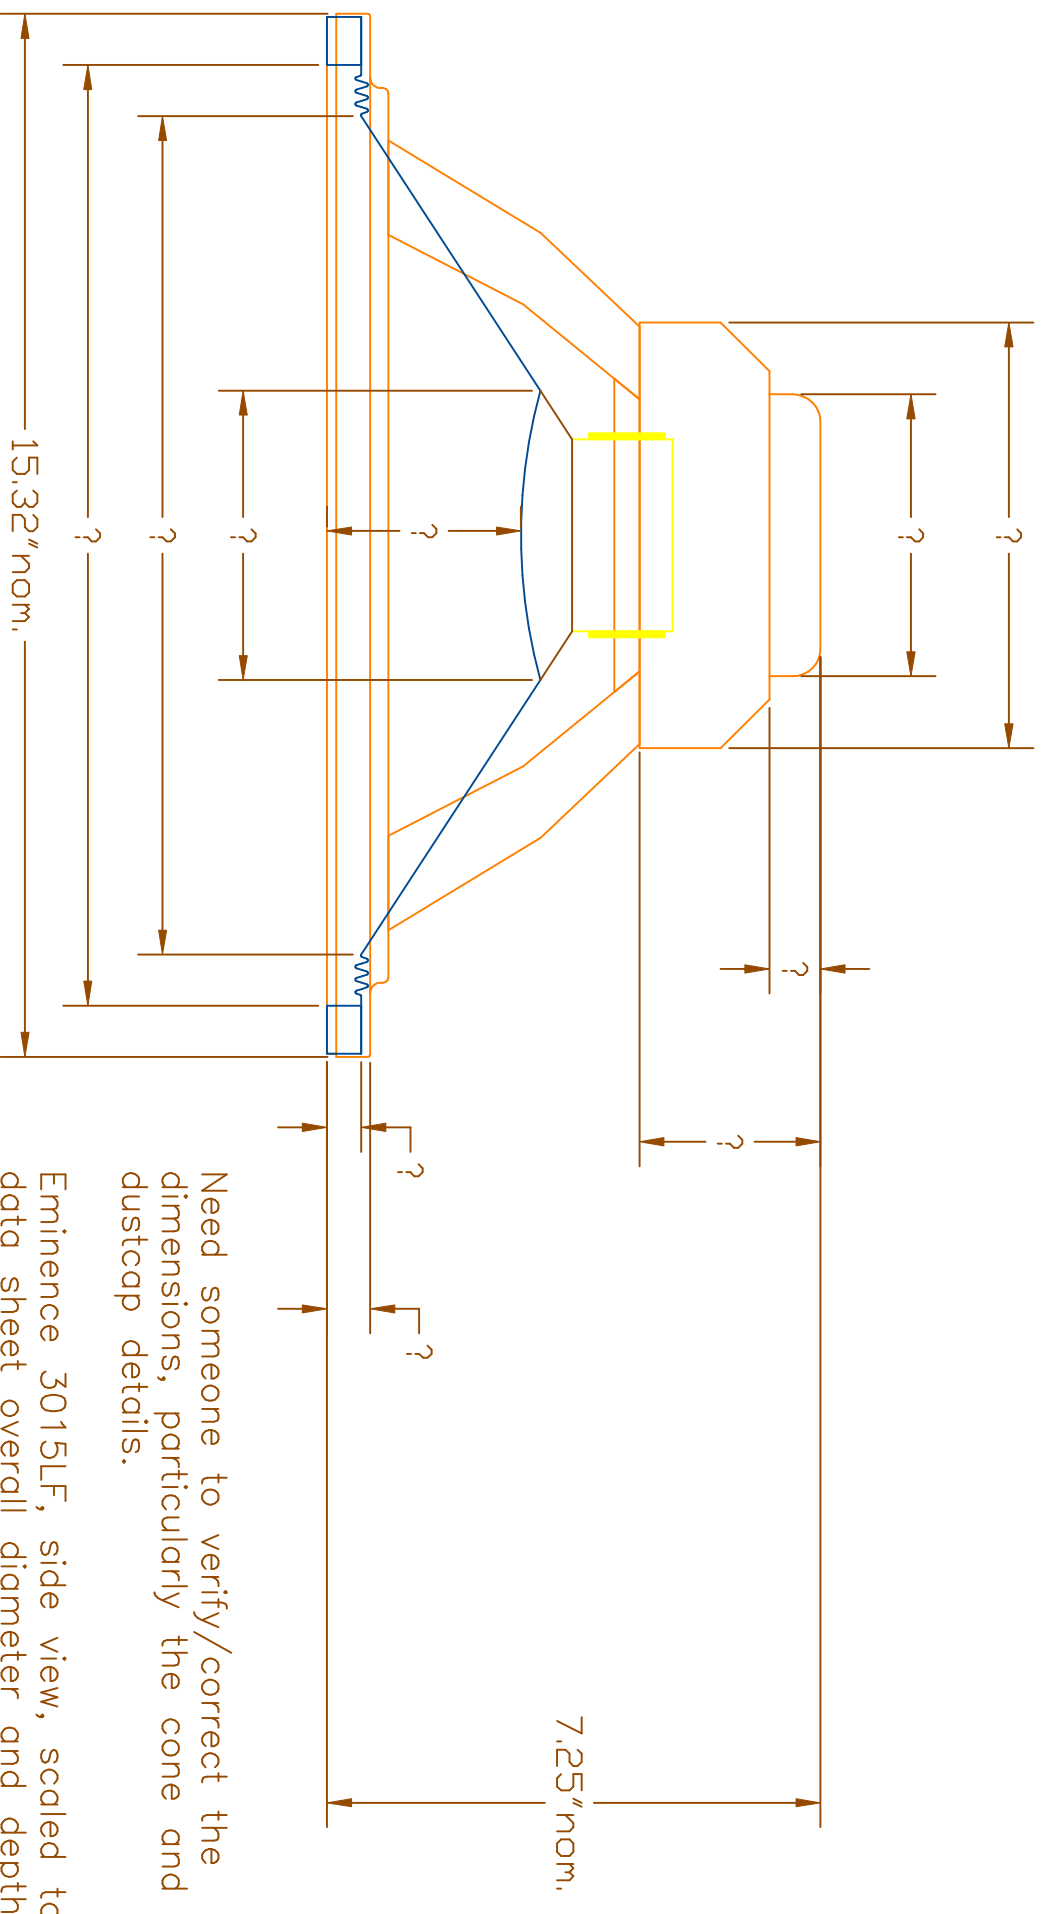 ?
?
?
?
?
?
?
?
?
?
15.32"nom.
7.25"nom.
Need someone to verify/correct the
dimensions, particularly the cone and
dustcap details.
Eminence 3015LF, side view, scaled to
data sheet overall diameter and depth